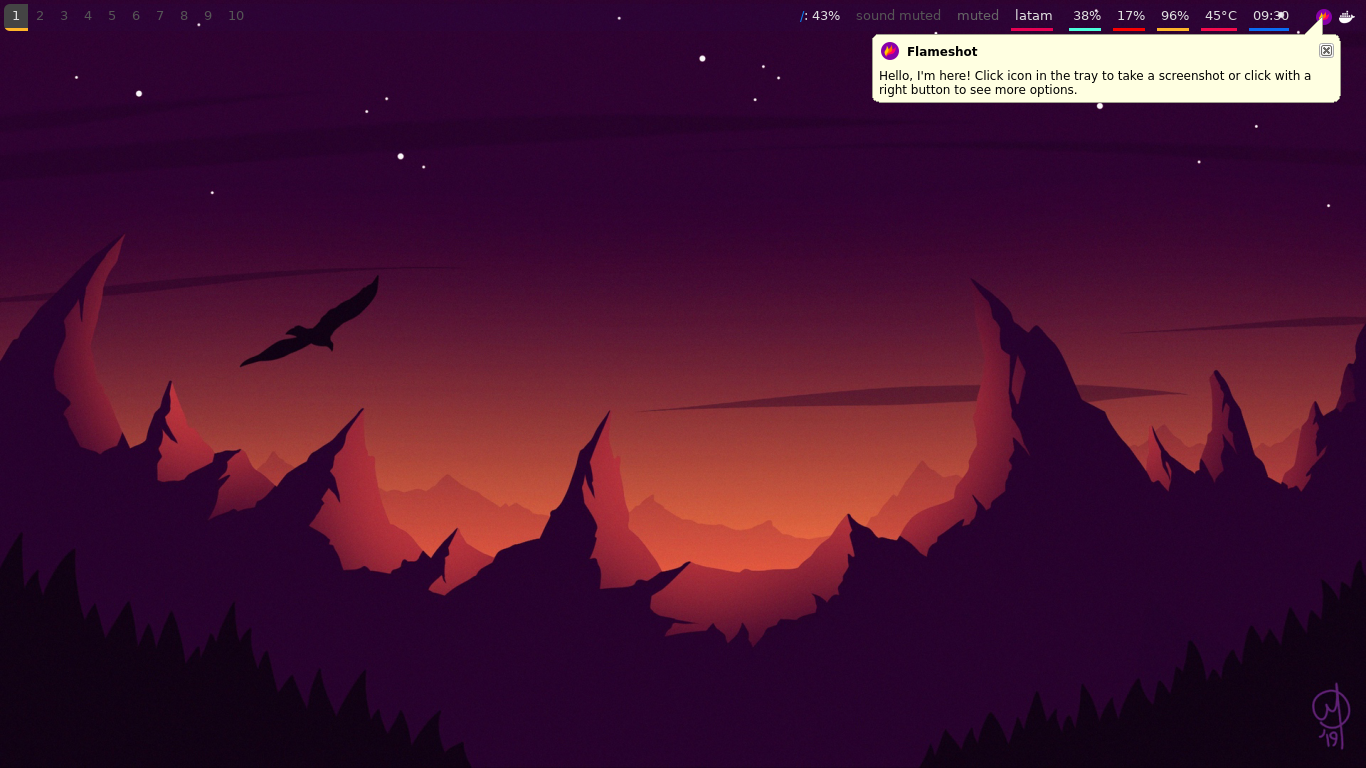 1 2 3 4 5 6 7 8 9 10 /: 43% sound muted muted latam 38% 17% 96% 45°C 09:30
Flameshot
Hello, I'm here! Click icon in the tray to take a screenshot or click with a
right button to see more options.
'19